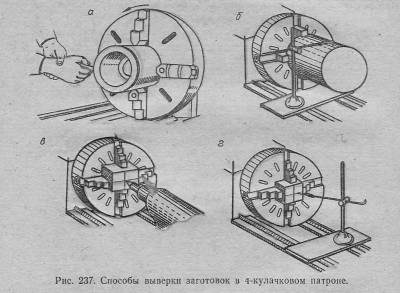 а
б
в
г
Рис. 237. Способы выверки заготовок в 4-кулачковом патроне.